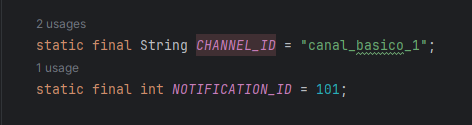 2 usages
static final String CHANNEL_ID = "canal_basico_1";
1 usage
static final int NOTIFICATION_ID = 101;